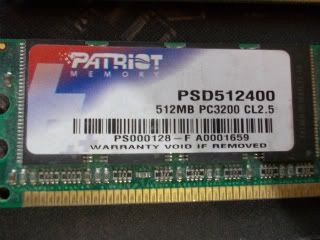 PATRIOT
MEMORY
PSD512400
512MB PC3200 CL2.5
PS000128-F A0001659
WARRANTY VOID IF REMOVED